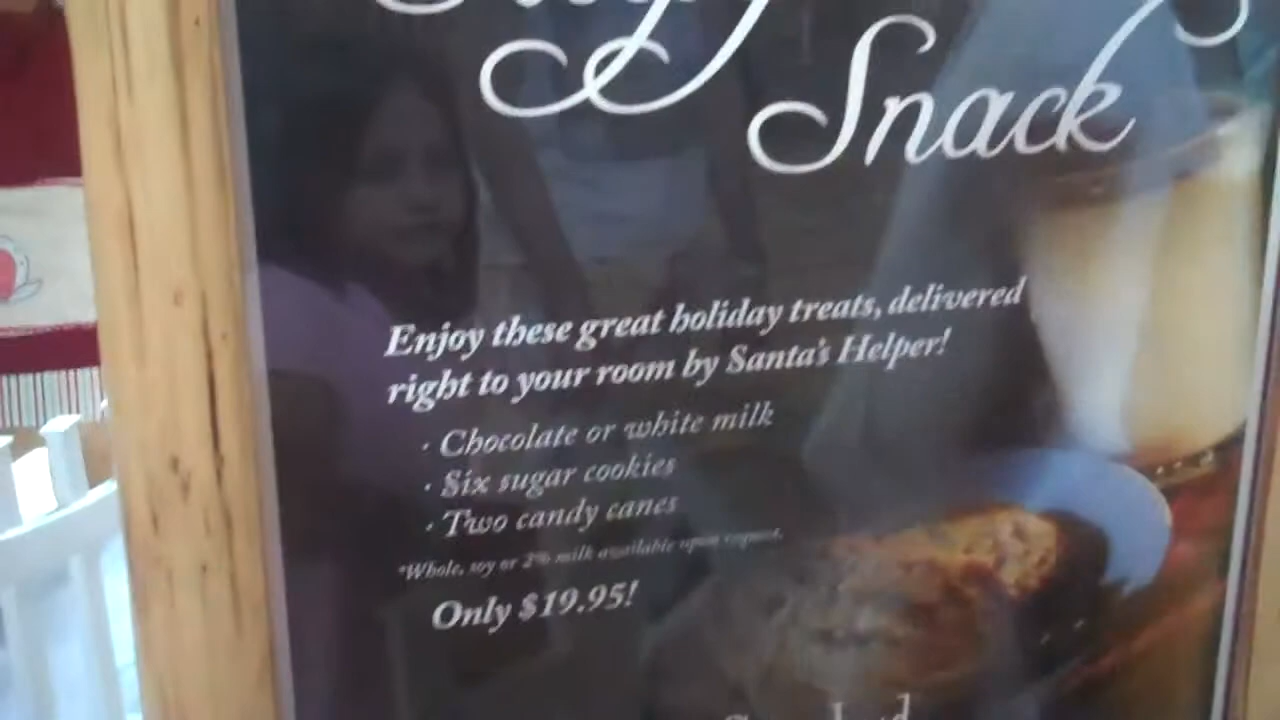 Snack
Enjoy these great holiday treats, delivered
right to your room by Santa's Helper!
· Chocolate or white milk
· Six sugar cookies
· Two candy canes
*Whole, soy or 2% milk available upon request.
Only $19.95!